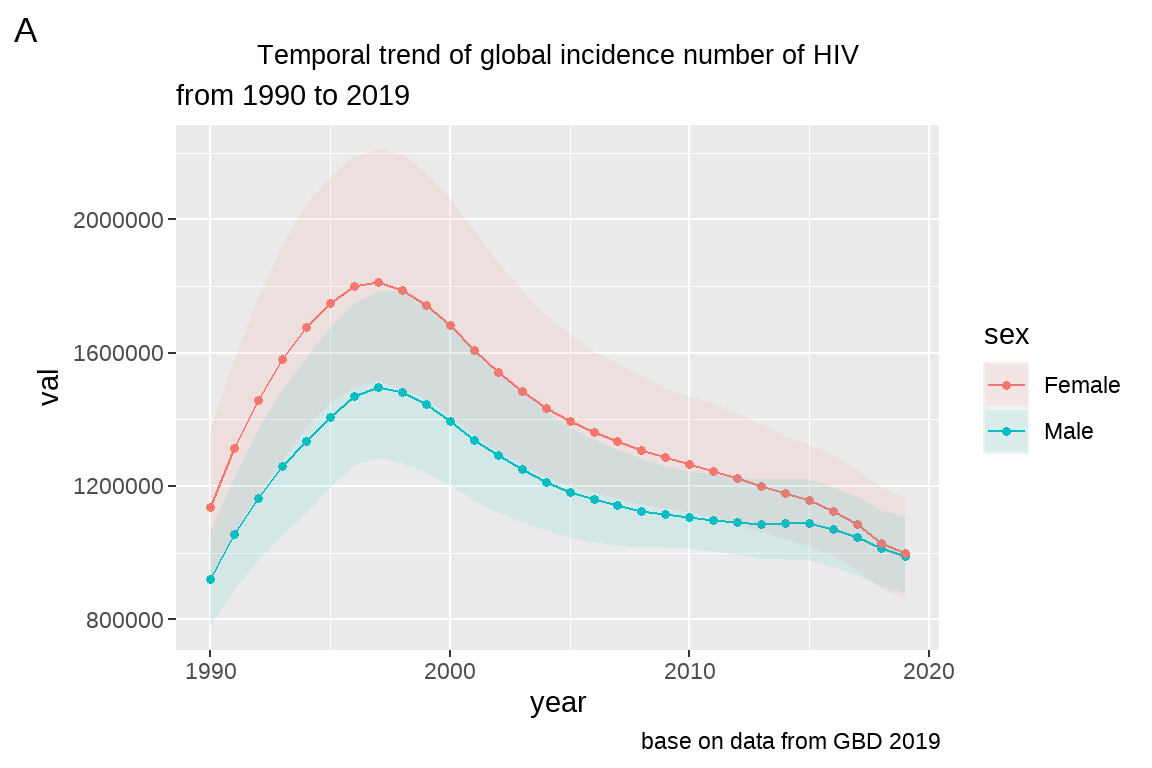 A
Temporal trend of global incidence number of HIV
from 1990 to 2019
2000000
1600000
1200000
800000
val
1990 2000 2010 2020
year
sex
Female
Male
base on data from GBD 2019